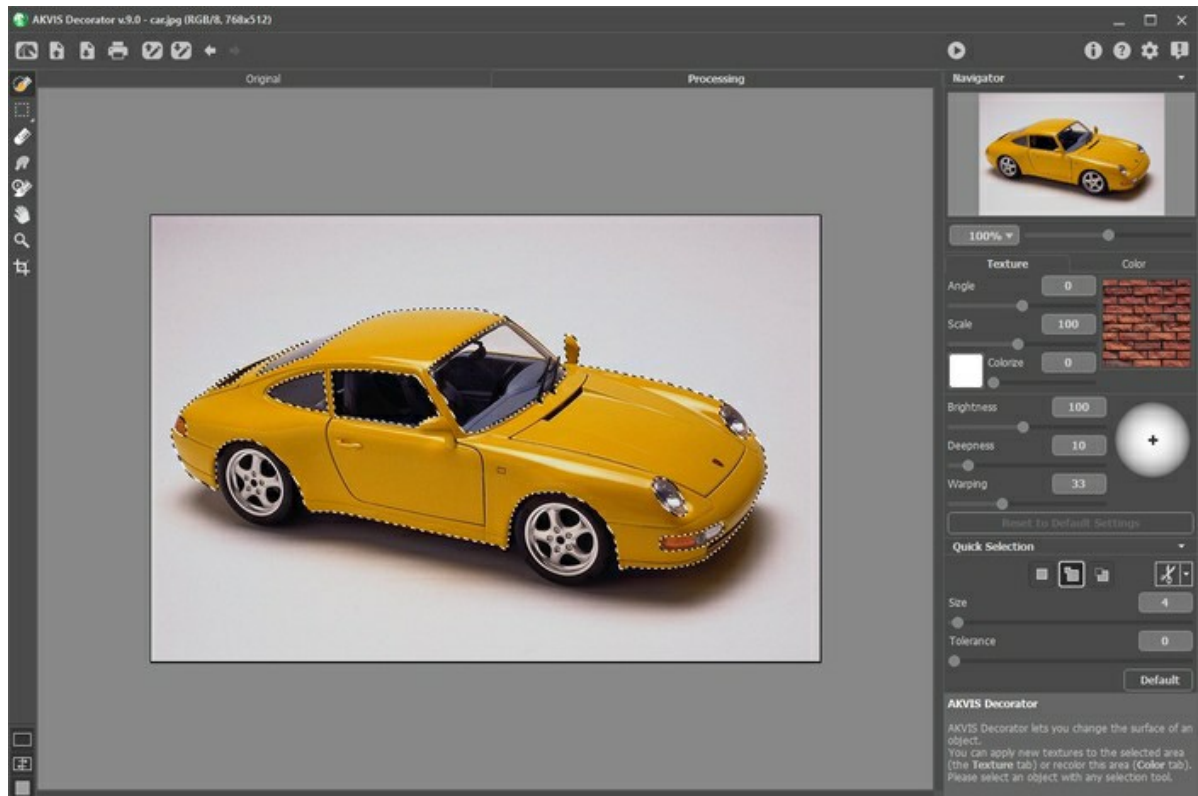 AKVIS Decorator v.9.0 - car.jpg (RGB/8, 768x512)
Original
Processing
Navigator
100%
Texture
Color
Angle
0
Scale
100
Colorize
0
Brightness
100
Deepness
10
Warping
33
Reset to Default Settings
Quick Selection
Size
4
Tolerance
0
Default
AKVIS Decorator
AKVIS Decorator lets you change the surface of an
object.
You can apply new textures to the selected area
(the Texture tab) or recolor this area (Color tab).
Please select an object with any selection tool.